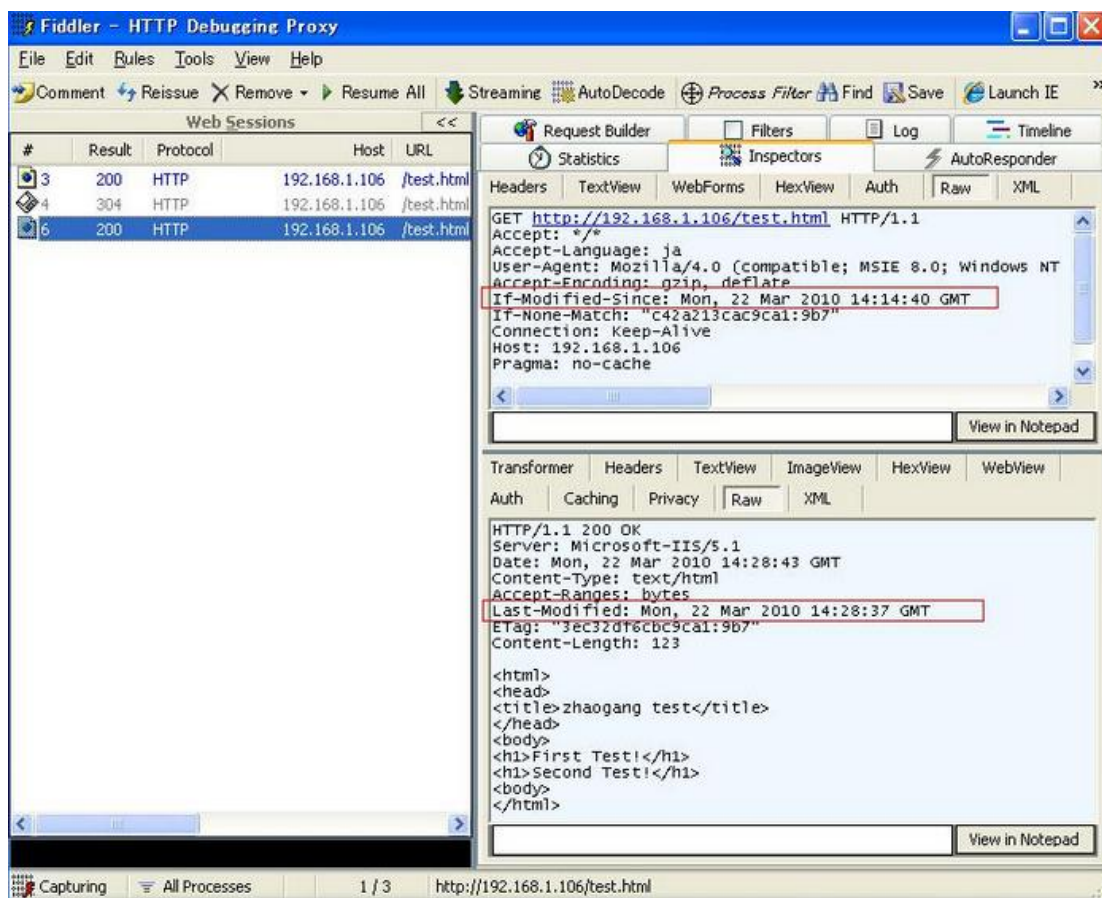 Fiddler - HTTP Debugging Proxy
File Edit Rules Tools View Help
Comment Reissue Remove Resume All Streaming AutoDecode Process Filter Find Save Launch IE »
Web Sessions <<
# Result Protocol Host URL
3 200 HTTP 192.168.1.106 /test.html
4 304 HTTP 192.168.1.106 /test.html
6 200 HTTP 192.168.1.106 /test.html
Request Builder Filters Log Timeline
Statistics Inspectors AutoResponder
Headers TextView WebForms HexView Auth Raw XML
GET http://192.168.1.106/test.html HTTP/1.1
Accept: */*
Accept-Language: ja
User-Agent: Mozilla/4.0 (compatible; MSIE 8.0; Windows NT
Accept-Encoding: gzip, deflate
If-Modified-Since: Mon, 22 Mar 2010 14:14:40 GMT
If-None-Match: "c42a213cac9ca1:9b7"
Connection: Keep-Alive
Host: 192.168.1.106
Pragma: no-cache
View in Notepad
Transformer Headers TextView ImageView HexView WebView
Auth Caching Privacy Raw XML
HTTP/1.1 200 OK
Server: Microsoft-IIS/5.1
Date: Mon, 22 Mar 2010 14:28:43 GMT
Content-Type: text/html
Accept-Ranges: bytes
Last-Modified: Mon, 22 Mar 2010 14:28:37 GMT
ETag: "3ec32df6cbc9ca1:9b7"
Content-Length: 123
<html>
<head>
<title>zhaogang test</title>
</head>
<body>
<h1>First Test!</h1>
<h1>Second Test!</h1>
<body>
</html>
View in Notepad
Capturing All Processes 1 / 3 http://192.168.1.106/test.html